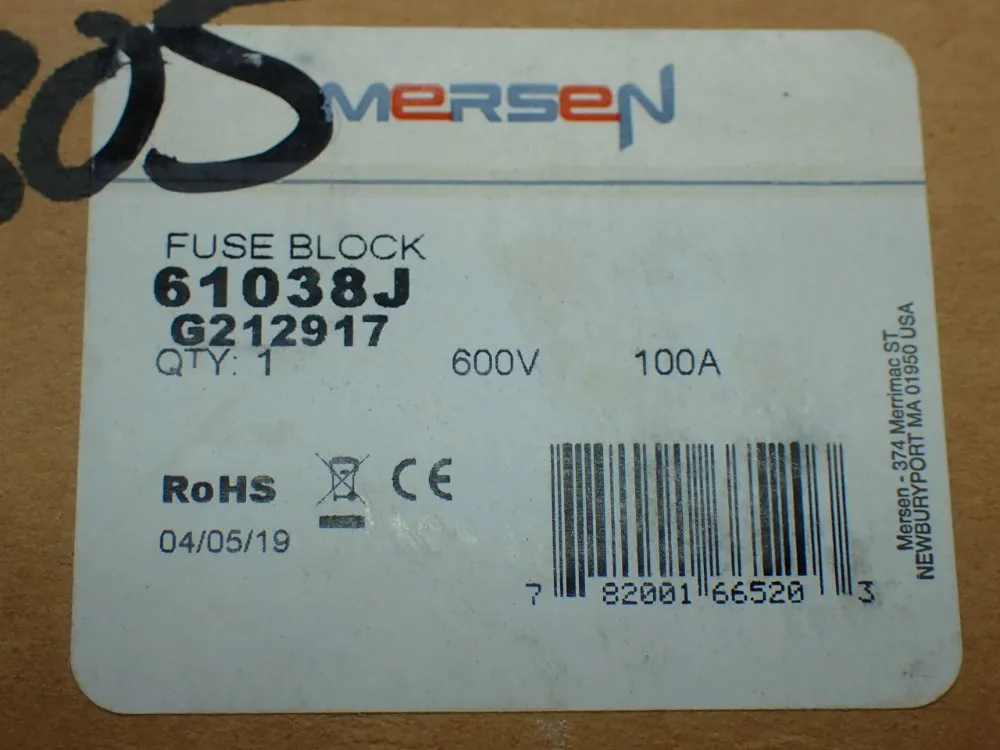 MERSEN
FUSE BLOCK
61038J
G212917
QTY: 1 600V 100A
RoHS CE
04/05/19
7 82001 66520 3
Mersen - 374 Merrimac ST
NEWBURYPORT MA 01950 USA